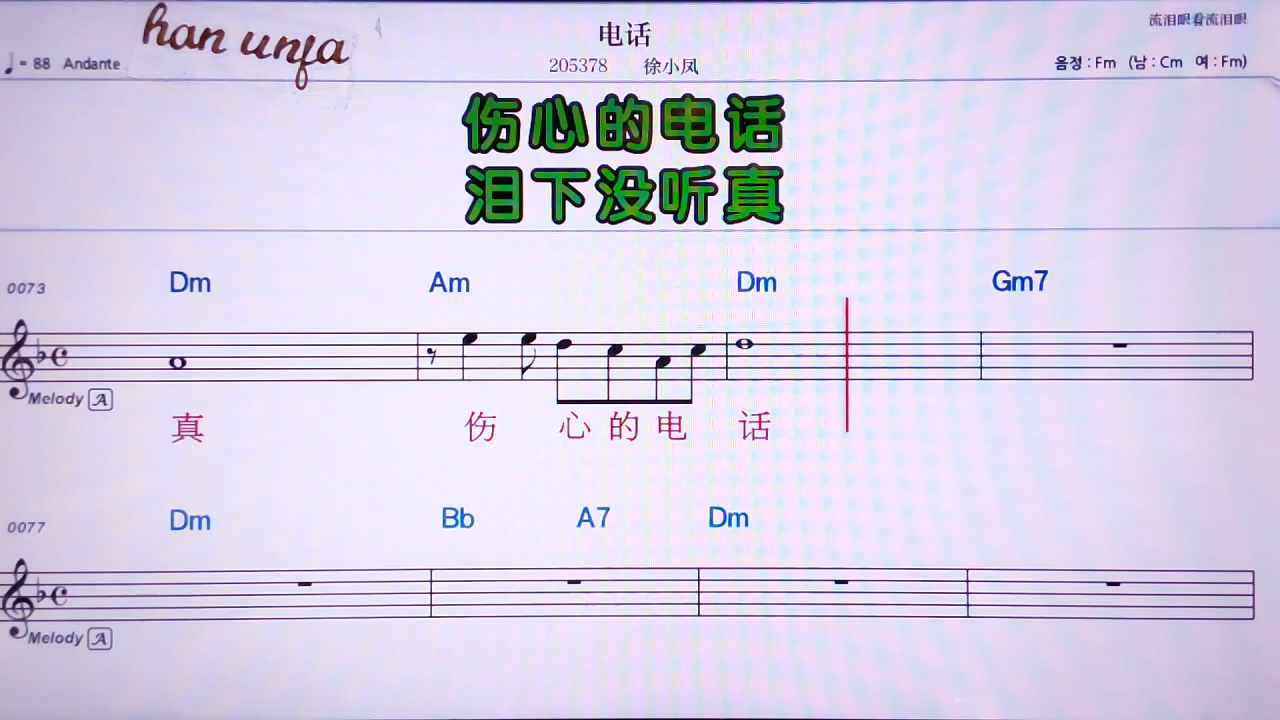 han unfa
电话
流泪眼看流泪眼
♩= 88 Andante
205378 徐小凤
음정 : Fm (남 : Cm 여 : Fm)
伤心的电话
泪下没听真
0073 Dm Am Dm Gm7
Melody A
真 伤 心 的 电 话
0077 Dm Bb A7 Dm
Melody A